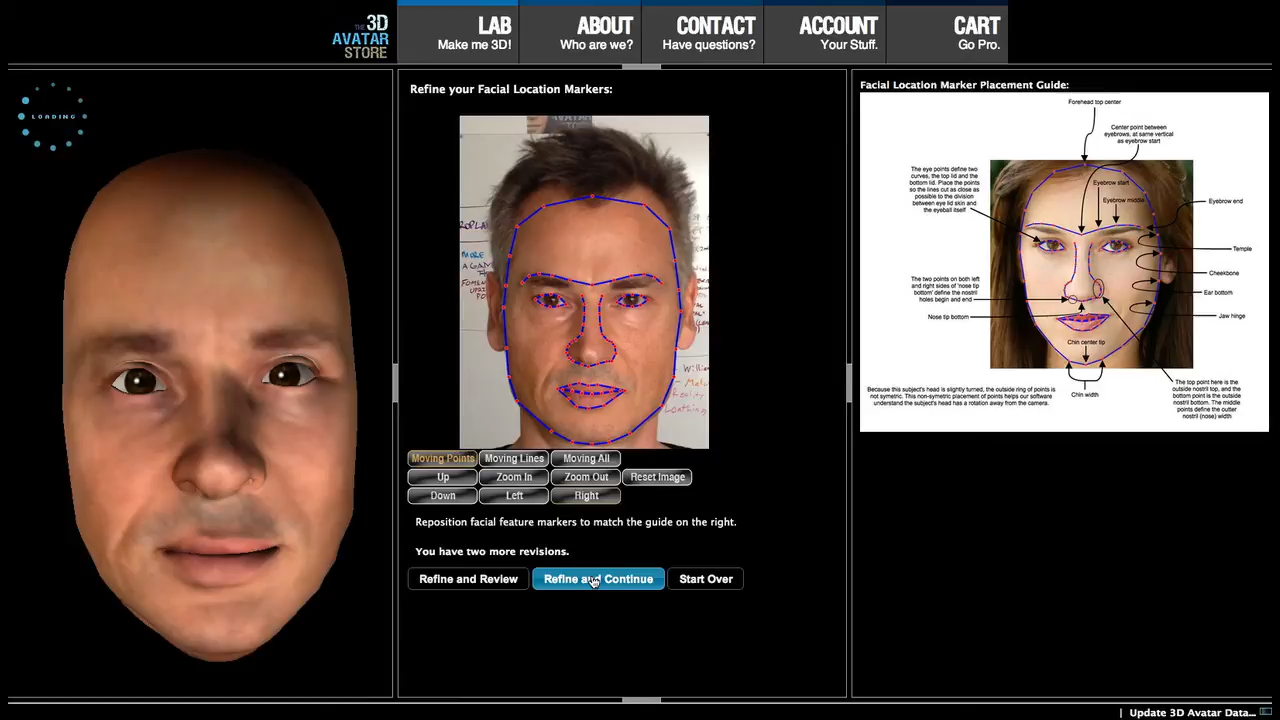 THE 3D
AVATAR
STORE
LAB
Make me 3D!
ABOUT
Who are we?
CONTACT
Have questions?
ACCOUNT
Your Stuff.
CART
Go Pro.
LOADING
Refine your Facial Location Markers:
MORE
Moving Points
Moving Lines
Moving All
Up
Zoom In
Zoom Out
Reset Image
Down
Left
Right
Reposition facial feature markers to match the guide on the right.
You have two more revisions.
Refine and Review
Refine and Continue
Start Over
Facial Location Marker Placement Guide:
Forehead top center
Center point between
eyebrows, at same vertical
as eyebrow start
The eye points define two
curves, the top lid and the
bottom lid. Place the points
so the lines cut as close as
possible to the division
between eye lid skin and
the eyeball itself
Eyebrow start
Eyebrow middle
Eyebrow end
Temple
Cheekbone
Ear bottom
Jaw hinge
The two points on both left
and right sides of 'nose tip
bottom' define the nostril
holes begin and end
Nose tip bottom
Chin center tip
Chin width
Because this subject's head is slightly turned, the outside ring of points is
not symetric. This non-symetric placement of points helps our software
understand the subject's head has a rotation away from the camera.
The top point here is the
outside nostril top, and the
bottom point is the outside
nostril bottom. The middle
points define the outer
nostril (nose) width
Update 3D Avatar Data...